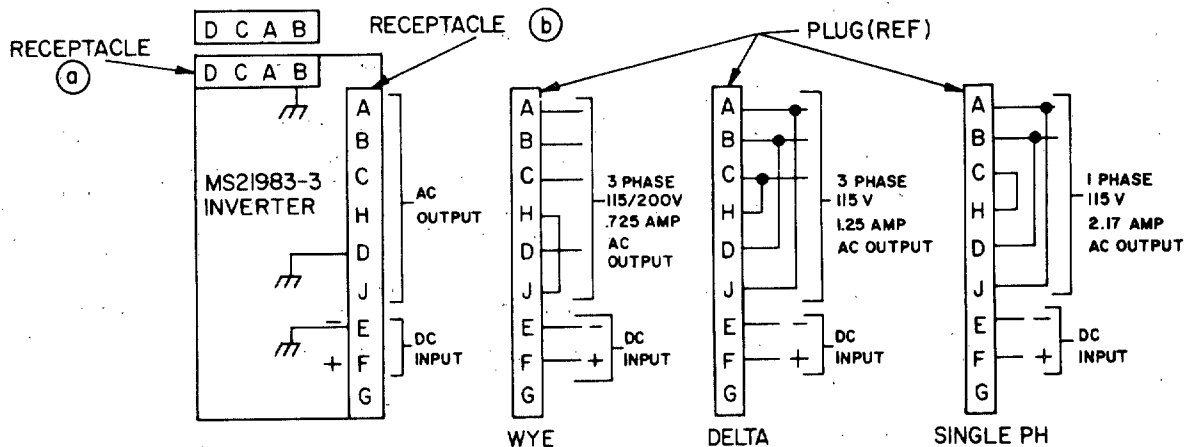 D C A B
RECEPTACLE
ⓐ
D C A B
RECEPTACLE ⓑ
PLUG(REF)
MS21983-3
INVERTER
A
B
C
H
D
J
E
F
G
AC
OUTPUT
−
+
DC
INPUT
A
B
C
H
D
J
E
F
G
3 PHASE
115/200V
.725 AMP
AC
OUTPUT
−
+
DC
INPUT
WYE
A
B
C
H
D
J
E
F
G
3 PHASE
115V
1.25 AMP
AC OUTPUT
−
+
DC
INPUT
DELTA
A
B
C
H
D
J
E
F
G
1 PHASE
115V
2.17 AMP
AC OUTPUT
−
+
DC
INPUT
SINGLE PH